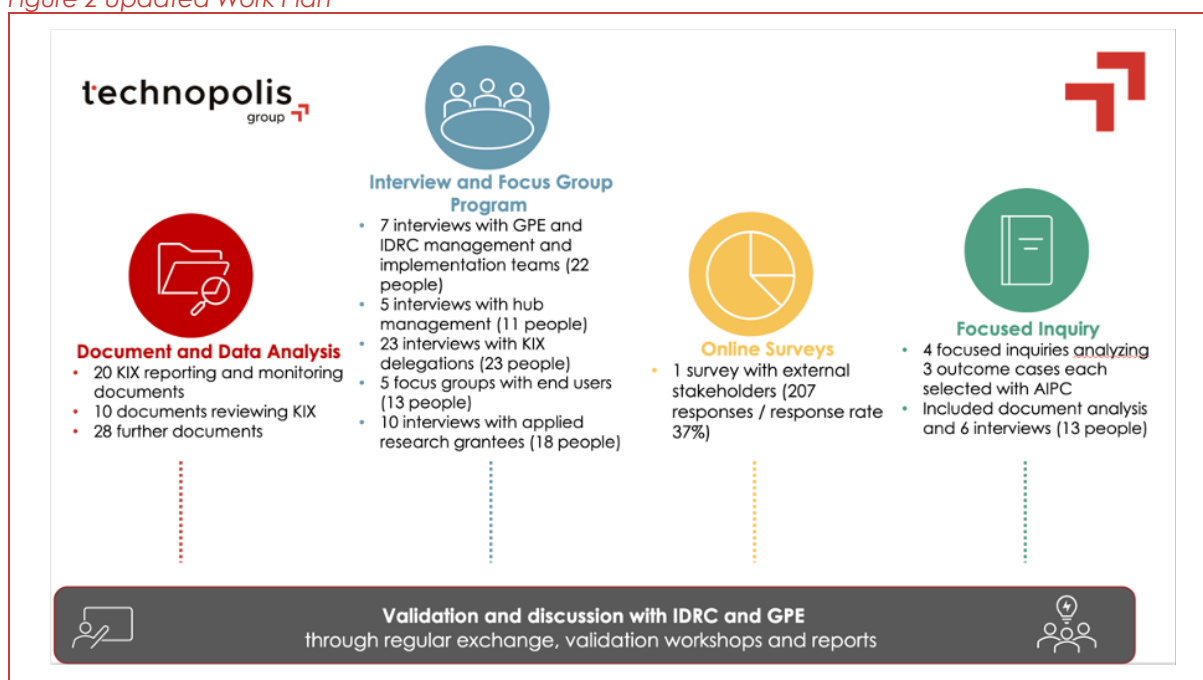 Figure 2 Updated Work Plan
technopolis
group
Interview and Focus Group
Program
• 7 interviews with GPE and
IDRC management and
implementation teams (22
people)
• 5 interviews with hub
management (11 people)
• 23 interviews with KIX
delegations (23 people)
• 5 focus groups with end users
(13 people)
• 10 interviews with applied
research grantees (18 people)
Document and Data Analysis
• 20 KIX reporting and monitoring
documents
• 10 documents reviewing KIX
• 28 further documents
Online Surveys
• 1 survey with external
stakeholders (207
responses / response rate
37%)
Focused Inquiry
• 4 focused inquiries analyzing
3 outcome cases each
selected with AIPC
• Included document analysis
and 6 interviews (13 people)
Validation and discussion with IDRC and GPE
through regular exchange, validation workshops and reports